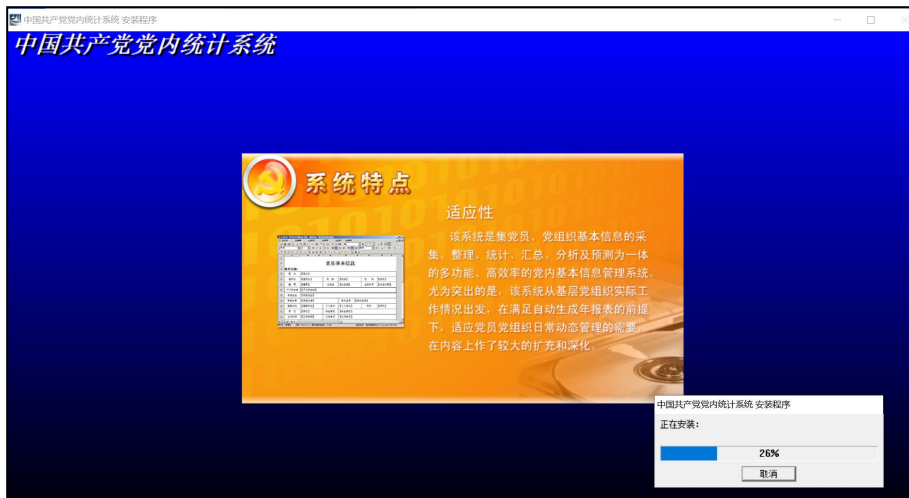 中国共产党党内统计系统 安装程序
中国共产党党内统计系统
系统特点
适应性
该系统是集党员、党组织基本信息的采
集、整理、统计、汇总、分析及预测为一体
的多功能、高效率的党内基本信息管理系统。
尤为突出的是，该系统从基层党组织实际工
作情况出发，在满足自动生成年报表的前提
下，适应党员党组织日常动态管理的需要，
在内容上作了较大的扩充和深化。
党员基本信息
中国共产党党内统计系统 安装程序
正在安装：
26%
取消